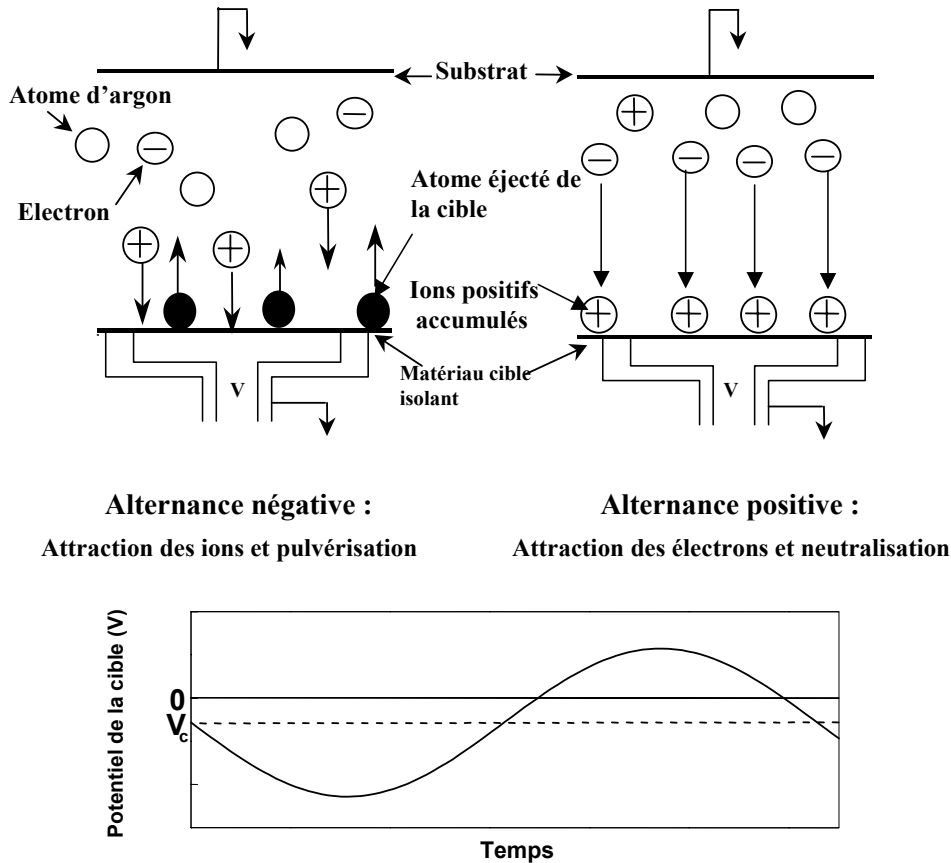 Substrat
Atome d’argon
Electron
Atome éjecté de
la cible
Ions positifs
accumulés
Matériau cible
isolant
V
V
Alternance négative :
Attraction des ions et pulvérisation
Alternance positive :
Attraction des électrons et neutralisation
Potentiel de la cible (V)
0
Vc
Temps